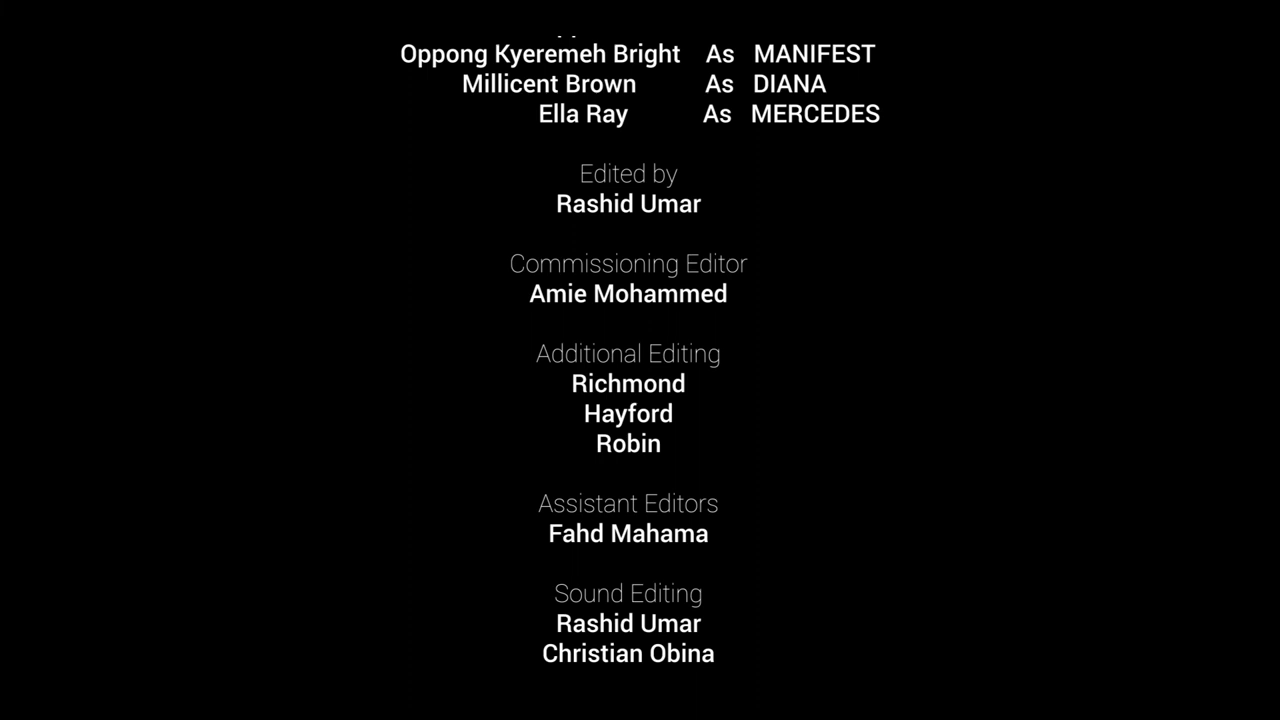 Oppong Kyeremeh Bright As MANIFEST
Millicent Brown As DIANA
Ella Ray As MERCEDES
Edited by
Rashid Umar
Commissioning Editor
Amie Mohammed
Additional Editing
Richmond
Hayford
Robin
Assistant Editors
Fahd Mahama
Sound Editing
Rashid Umar
Christian Obina